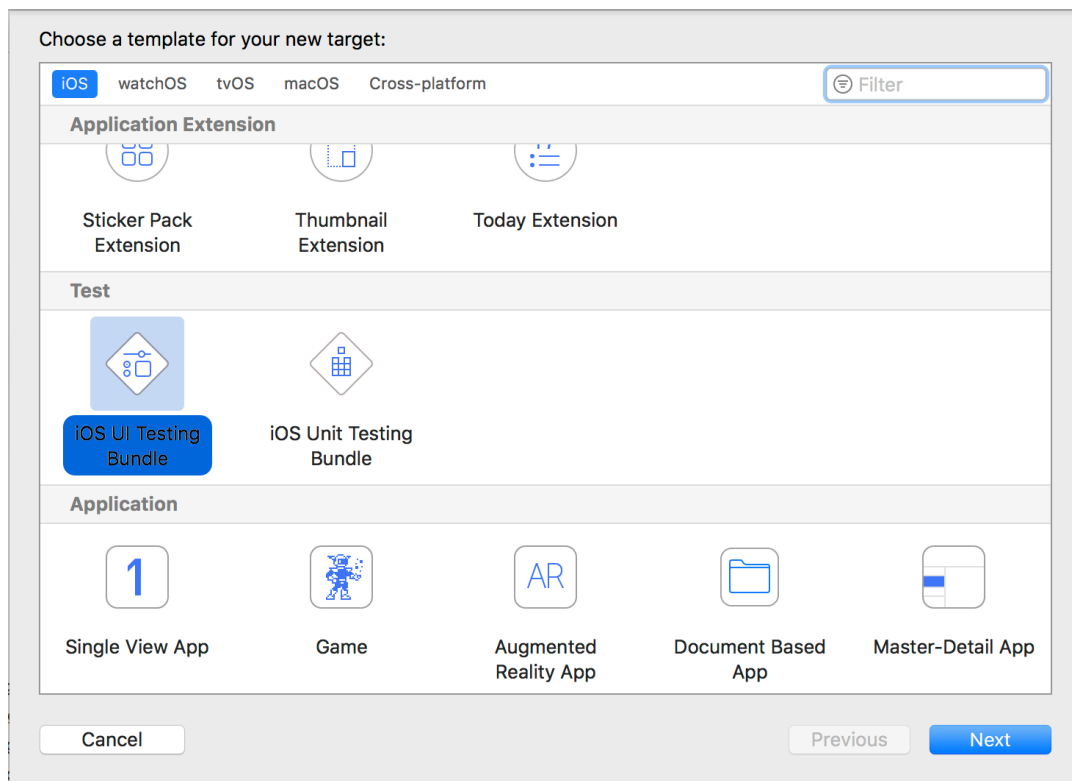 Choose a template for your new target:
iOS watchOS tvOS macOS Cross-platform Filter
Application Extension
Sticker Pack Thumbnail Today Extension
Extension Extension
Test
iOS UI Testing iOS Unit Testing
Bundle Bundle
Application
1 AR
Single View App Game Augmented Document Based Master-Detail App
Reality App App
Cancel Previous Next